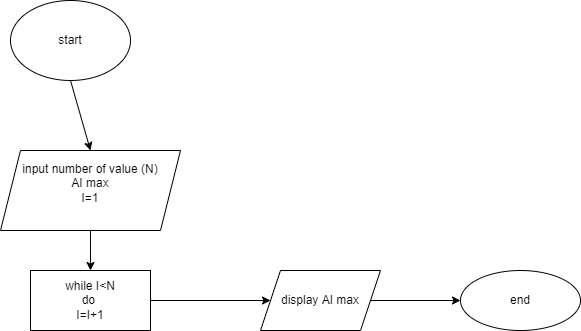 start
input number of value (N)
AI max
I=1
while I<N
do
I=I+1
display AI max
end